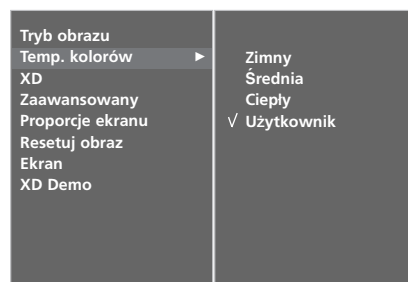 Tryb obrazu
Temp. kolorów ►
XD
Zaawansowany
Proporcje ekranu
Resetuj obraz
Ekran
XD Demo
Zimny
Średnia
Ciepły
√ Użytkownik